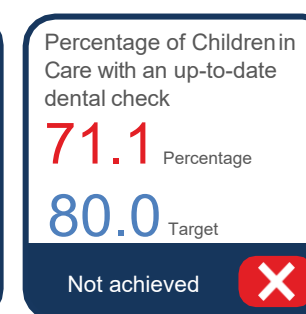 Percentage of Children in
Care with an up-to-date
dental check
71.1 Percentage
80.0 Target
Not achieved